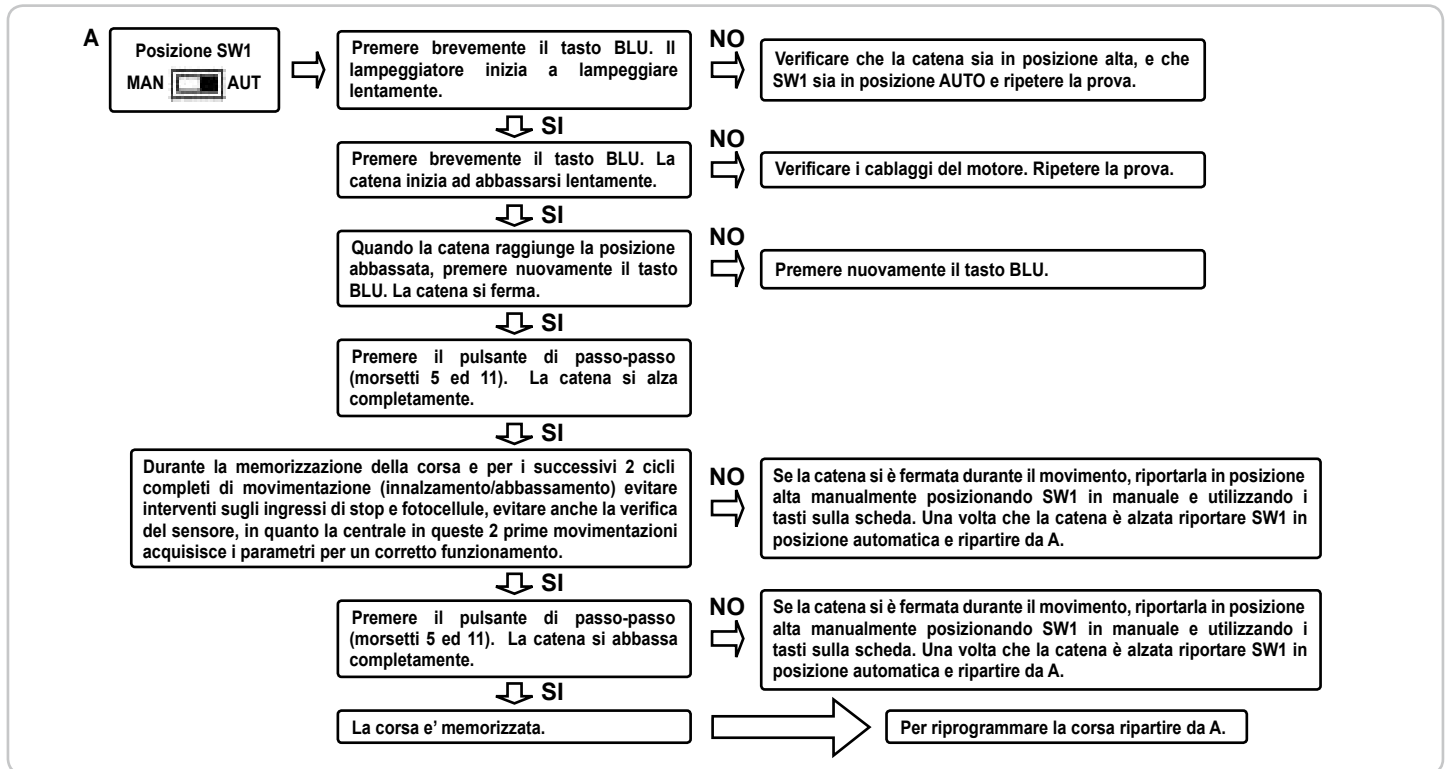 A
Posizione SW1
MAN AUT
Premere brevemente il tasto BLU. Il
lampeggiatore inizia a lampeggiare
lentamente.
NO
Verificare che la catena sia in posizione alta, e che
SW1 sia in posizione AUTO e ripetere la prova.
SI
Premere brevemente il tasto BLU. La
catena inizia ad abbassarsi lentamente.
NO
Verificare i cablaggi del motore. Ripetere la prova.
SI
Quando la catena raggiunge la posizione
abbassata, premere nuovamente il tasto
BLU. La catena si ferma.
NO
Premere nuovamente il tasto BLU.
SI
Premere il pulsante di passo-passo
(morsetti 5 ed 11). La catena si alza
completamente.
SI
Durante la memorizzazione della corsa e per i successivi 2 cicli
completi di movimentazione (innalzamento/abbassamento) evitare
interventi sugli ingressi di stop e fotocellule, evitare anche la verifica
del sensore, in quanto la centrale in queste 2 prime movimentazioni
acquisisce i parametri per un corretto funzionamento.
NO
Se la catena si è fermata durante il movimento, riportarla in posizione
alta manualmente posizionando SW1 in manuale e utilizzando i
tasti sulla scheda. Una volta che la catena è alzata riportare SW1 in
posizione automatica e ripartire da A.
SI
Premere il pulsante di passo-passo
(morsetti 5 ed 11). La catena si abbassa
completamente.
NO
Se la catena si è fermata durante il movimento, riportarla in posizione
alta manualmente posizionando SW1 in manuale e utilizzando i
tasti sulla scheda. Una volta che la catena è alzata riportare SW1 in
posizione automatica e ripartire da A.
SI
La corsa e' memorizzata.
Per riprogrammare la corsa ripartire da A.